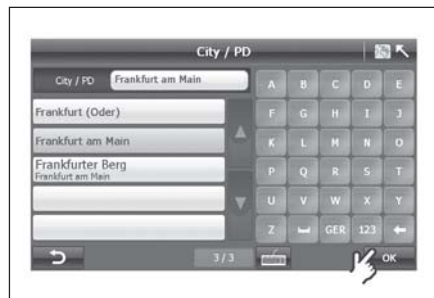 City / PD
City / PD Frankfurt am Main
A B C D E
Frankfurt (Oder)
F G H I J
Frankfurt am Main
K L M N O
Frankfurter Berg
Frankfurt am Main
P Q R S T
U V W X Y
Z GER 123
3 / 3
OK